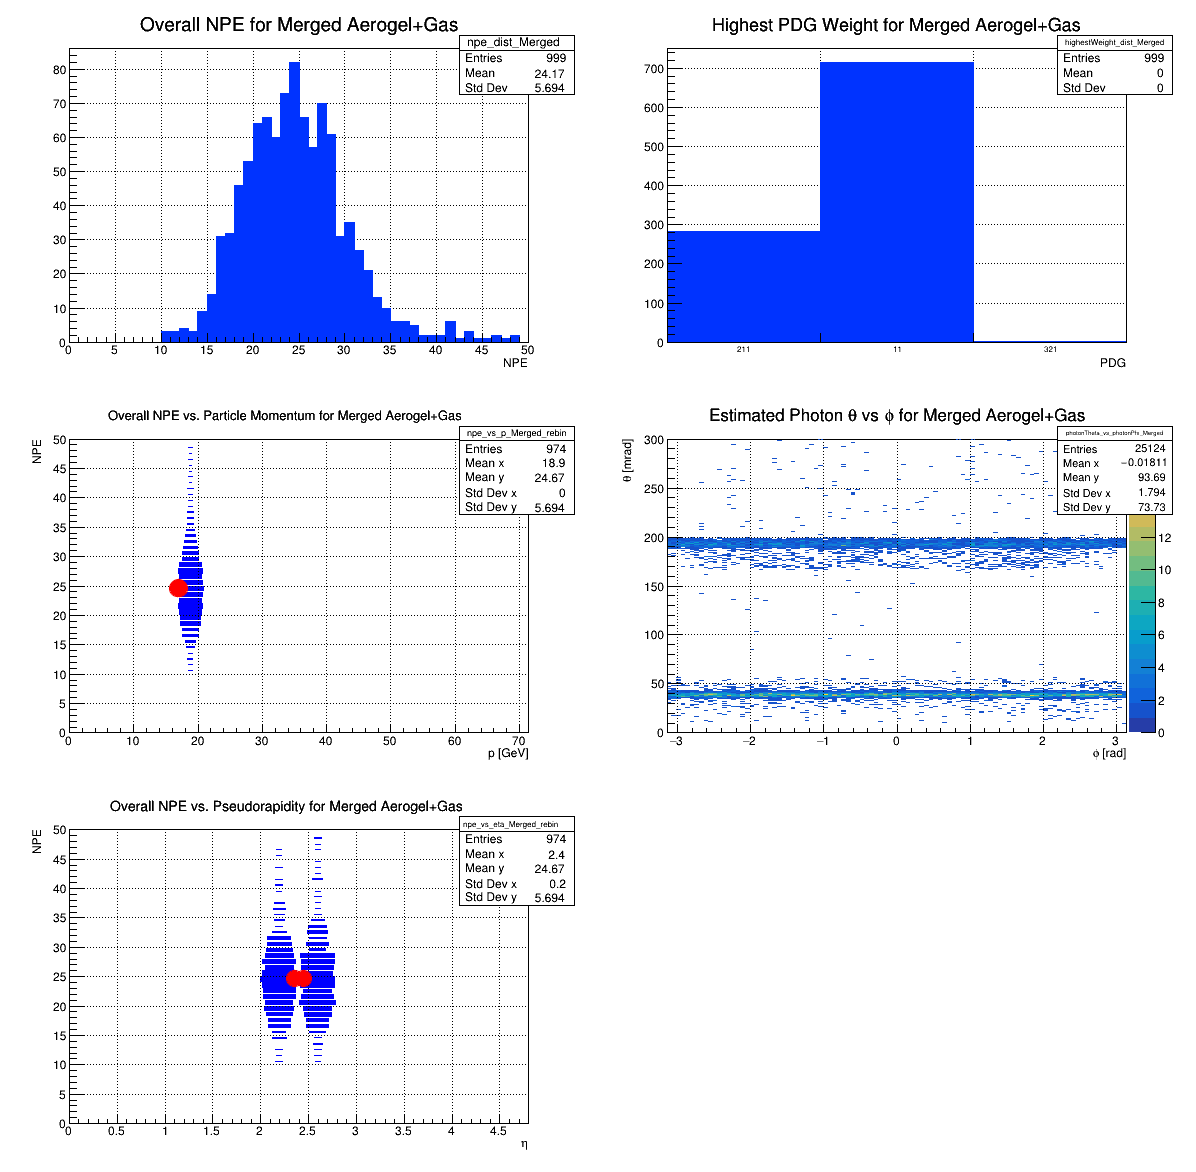 Overall NPE for Merged Aerogel+Gas
npe_dist_Merged
Entries 999
Mean 24.17
Std Dev 5.694
80
70
60
50
40
30
20
10
0
0 5 10 15 20 25 30 35 40 45 50
NPE
Highest PDG Weight for Merged Aerogel+Gas
highestWeight_dist_Merged
Entries 999
Mean 0
Std Dev 0
700
600
500
400
300
200
100
0
211 11 321
PDG
Overall NPE vs. Particle Momentum for Merged Aerogel+Gas
npe_vs_p_Merged_rebin
Entries 974
Mean x 18.9
Mean y 24.67
Std Dev x 0
Std Dev y 5.694
NPE
50
45
40
35
30
25
20
15
10
5
0
0 10 20 30 40 50 60 70
p [GeV]
Estimated Photon θ vs ϕ for Merged Aerogel+Gas
photonTheta_vs_photonPhi_Merged
Entries 25124
Mean x −0.01811
Mean y 93.69
Std Dev x 1.794
Std Dev y 73.73
θ [mrad]
300
250
200
150
100
50
0
−3 −2 −1 0 1 2 3
ϕ [rad]
12
10
8
6
4
2
0
Overall NPE vs. Pseudorapidity for Merged Aerogel+Gas
npe_vs_eta_Merged_rebin
Entries 974
Mean x 2.4
Mean y 24.67
Std Dev x 0.2
Std Dev y 5.694
NPE
50
45
40
35
30
25
20
15
10
5
0
0 0.5 1 1.5 2 2.5 3 3.5 4 4.5
η